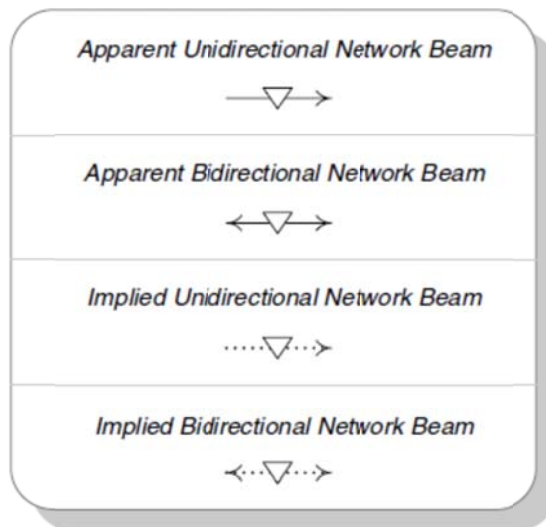 Apparent Unidirectional Network Beam
Apparent Bidirectional Network Beam
Implied Unidirectional Network Beam
Implied Bidirectional Network Beam